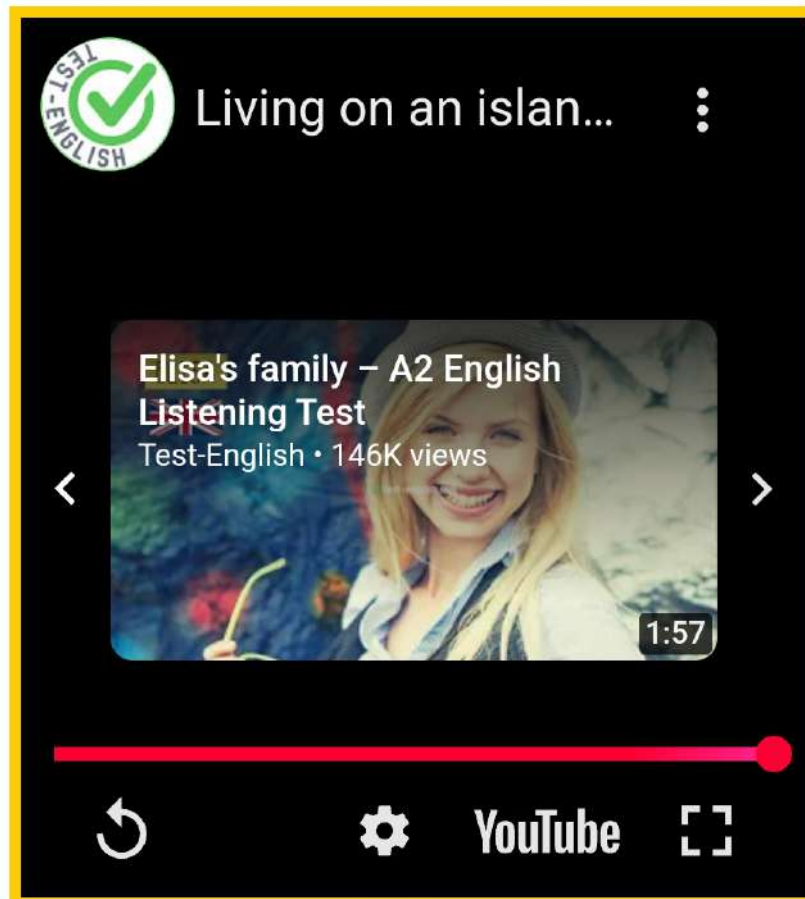 TEST-ENGLISH
Living on an islan...
Elisa's family – A2 English
Listening Test
Test-English • 146K views
1:57
YouTube